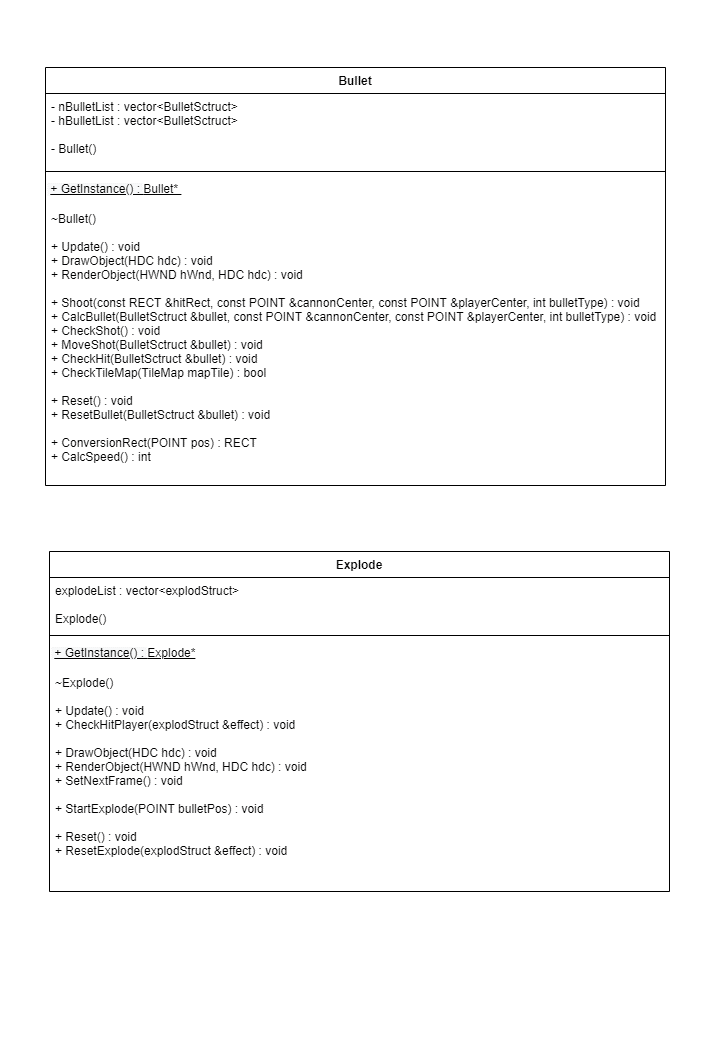 Bullet
- nBulletList : vector<BulletSctruct>
- hBulletList : vector<BulletSctruct>
- Bullet()
+ GetInstance() : Bullet*
~Bullet()
+ Update() : void
+ DrawObject(HDC hdc) : void
+ RenderObject(HWND hWnd, HDC hdc) : void
+ Shoot(const RECT &hitRect, const POINT &cannonCenter, const POINT &playerCenter, int bulletType) : void
+ CalcBullet(BulletSctruct &bullet, const POINT &cannonCenter, const POINT &playerCenter, int bulletType) : void
+ CheckShot() : void
+ MoveShot(BulletSctruct &bullet) : void
+ CheckHit(BulletSctruct &bullet) : void
+ CheckTileMap(TileMap mapTile) : bool
+ Reset() : void
+ ResetBullet(BulletSctruct &bullet) : void
+ ConversionRect(POINT pos) : RECT
+ CalcSpeed() : int
Explode
explodeList : vector<explodStruct>
Explode()
+ GetInstance() : Explode*
~Explode()
+ Update() : void
+ CheckHitPlayer(explodStruct &effect) : void
+ DrawObject(HDC hdc) : void
+ RenderObject(HWND hWnd, HDC hdc) : void
+ SetNextFrame() : void
+ StartExplode(POINT bulletPos) : void
+ Reset() : void
+ ResetExplode(explodStruct &effect) : void